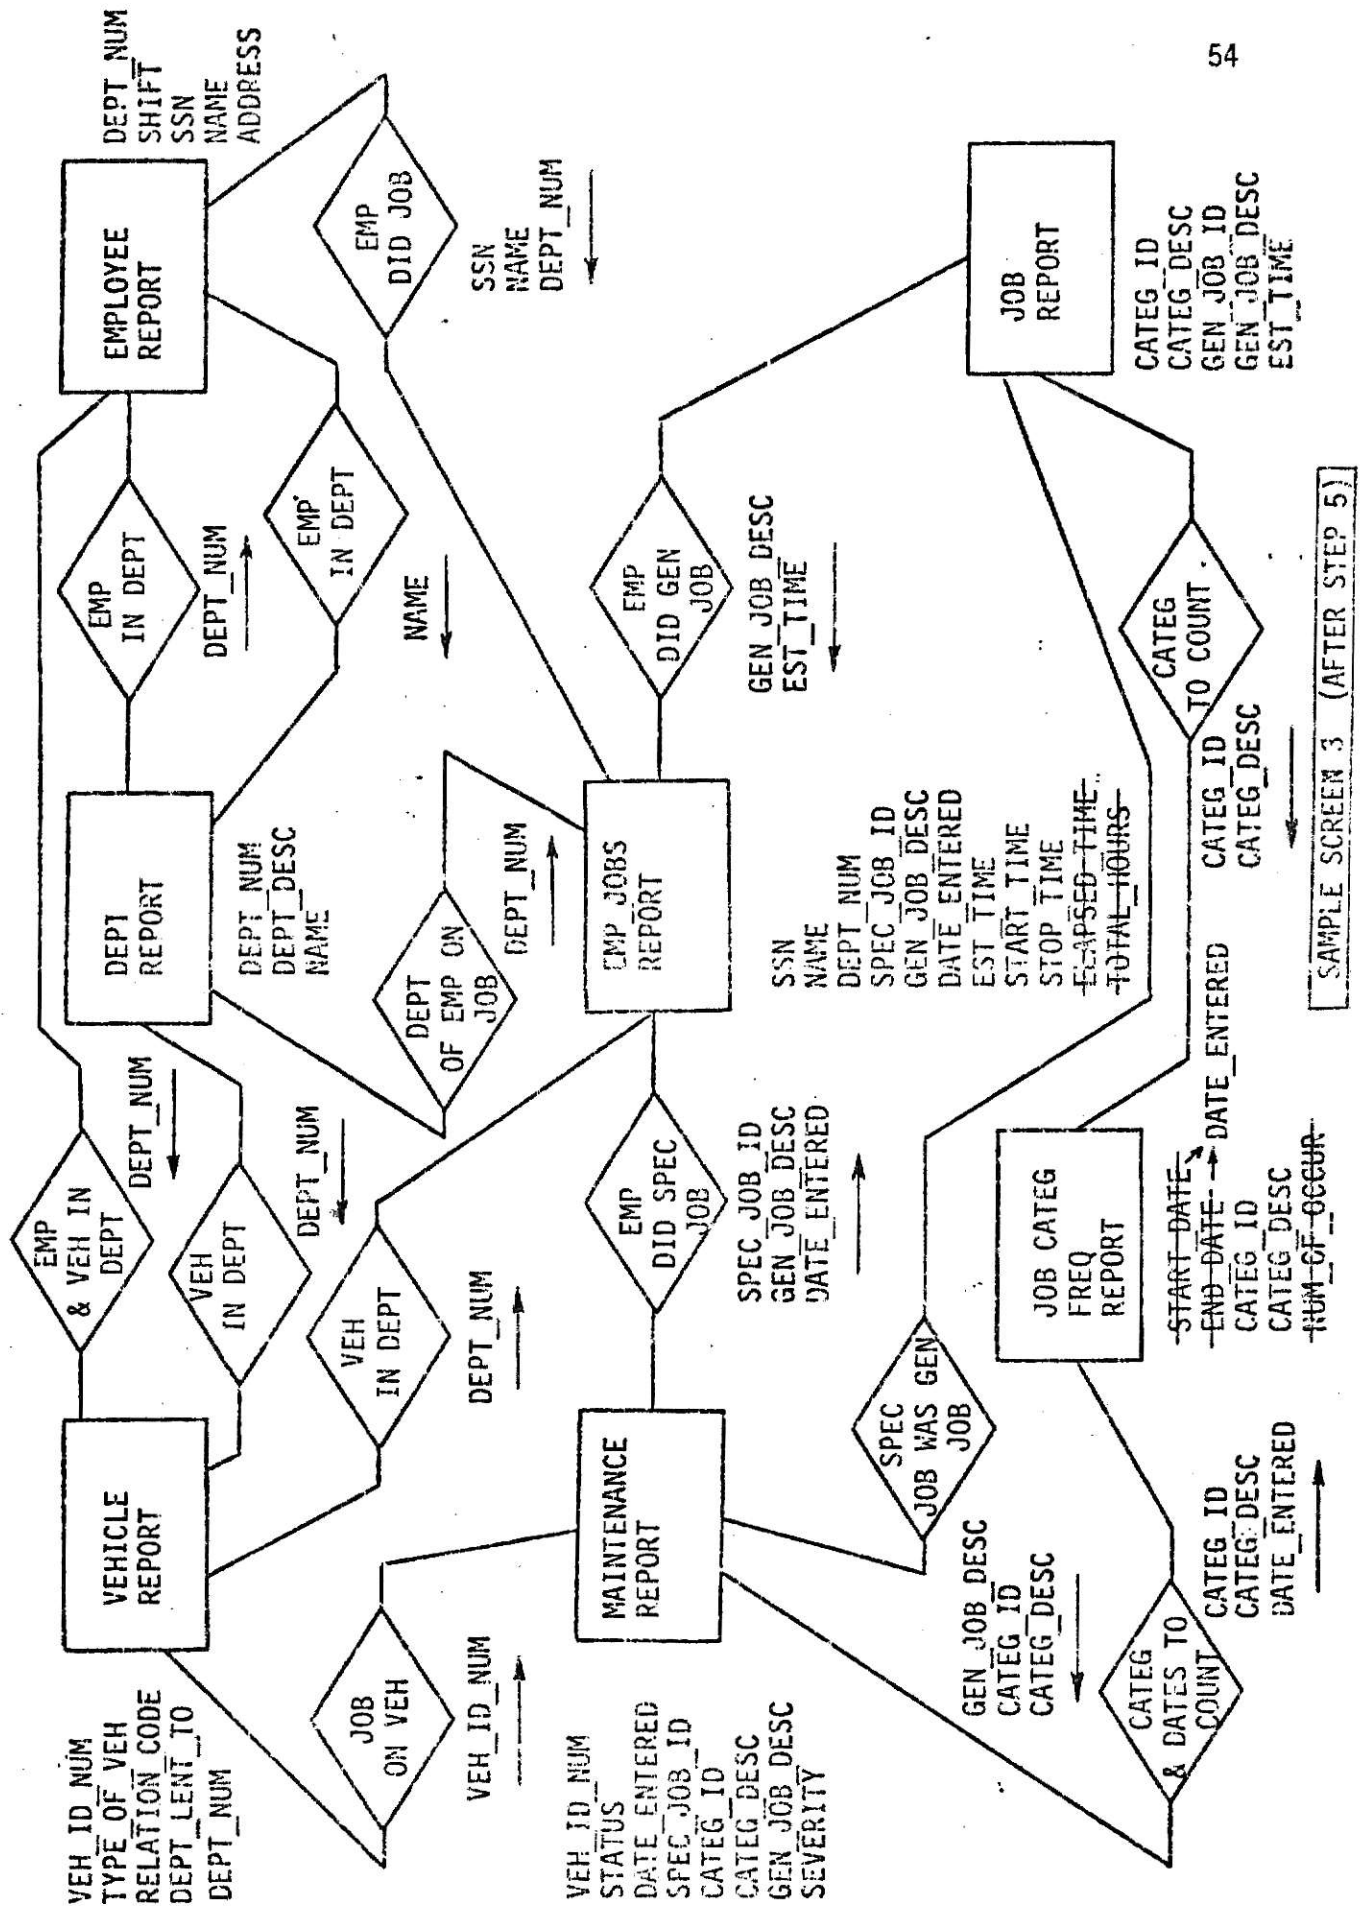 54
VEH_ID_NUM
TYPE_OF_VEH
RELATION_CODE
DEPT_LENT_TO
DEPT_NUM
VEHICLE
REPORT
EMP
& VEH IN
DEPT
DEPT_NUM
VEH
IN DEPT
DEPT_NUM
DEPT
REPORT
DEPT_NUM
DEPT_DESC
NAME
EMP
IN DEPT
DEPT_NUM
EMP
IN DEPT
NAME
EMPLOYEE
REPORT
DEPT_NUM
SHIFT
SSN
NAME
ADDRESS
EMP
DID JOB
SSN
NAME
DEPT_NUM
JOB
ON VEH
VEH_ID_NUM
VEH
IN DEPT
DEPT_NUM
DEPT
OF EMP ON
JOB
DEPT_NUM
VEH_ID_NUM
STATUS
DATE_ENTERED
SPEC_JOB_ID
CATEG_ID
CATEG_DESC
GEN_JOB_DESC
SEVERITY
MAINTENANCE
REPORT
EMP
DID SPEC
JOB
SPEC_JOB_ID
GEN_JOB_DESC
DATE_ENTERED
EMP_JOBS
REPORT
SSN
NAME
DEPT_NUM
SPEC_JOB_ID
GEN_JOB_DESC
DATE_ENTERED
EST_TIME
START_TIME
STOP_TIME
ELAPSED_TIME
TOTAL_HOURS
EMP
DID GEN
JOB
GEN_JOB_DESC
EST_TIME
JOB
REPORT
CATEG_ID
CATEG_DESC
GEN_JOB_ID
GEN_JOB_DESC
EST_TIME
SPEC
JOB WAS GEN
JOB
GEN_JOB_DESC
CATEG_ID
CATEG_DESC
CATEG
& DATES TO
COUNT
CATEG_ID
CATEG_DESC
DATE_ENTERED
JOB CATEG
FREQ
REPORT
START_DATE
END_DATE
DATE_ENTERED
CATEG_ID
CATEG_DESC
NUM_OF_OCCUR
CATEG
TO COUNT
CATEG_ID
CATEG_DESC
SAMPLE SCREEN 3 (AFTER STEP 5)